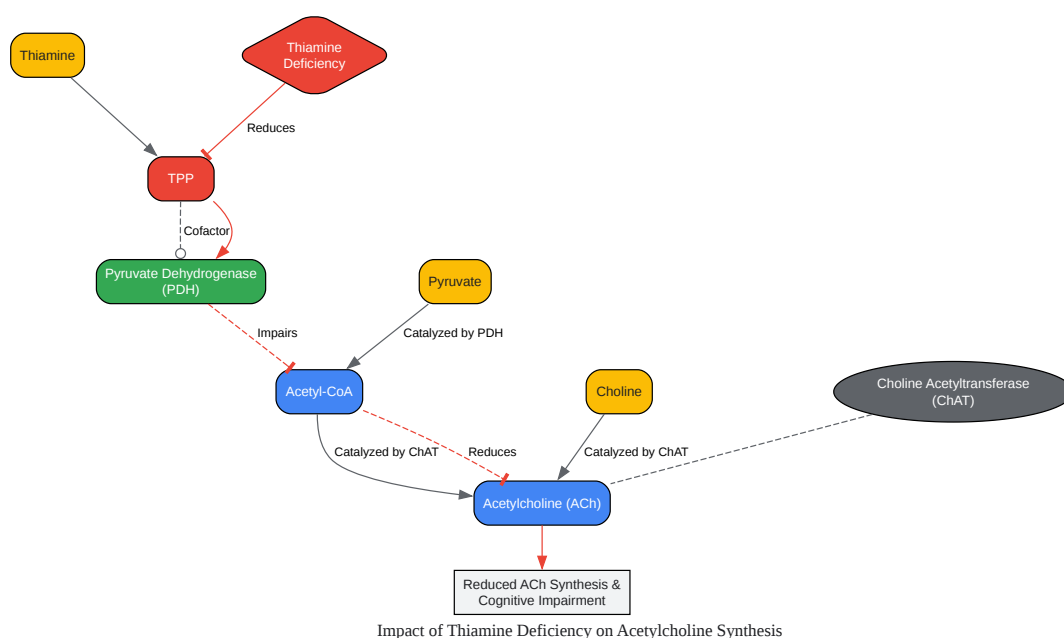 Thiamine
Thiamine
Deficiency
Reduces
TPP
Cofactor
Pyruvate Dehydrogenase
(PDH)
Pyruvate
Impairs
Catalyzed by PDH
Acetyl-CoA
Choline
Choline Acetyltransferase
(ChAT)
Catalyzed by ChAT
Reduces
Catalyzed by ChAT
Acetylcholine (ACh)
Reduced ACh Synthesis &
Cognitive Impairment
Impact of Thiamine Deficiency on Acetylcholine Synthesis